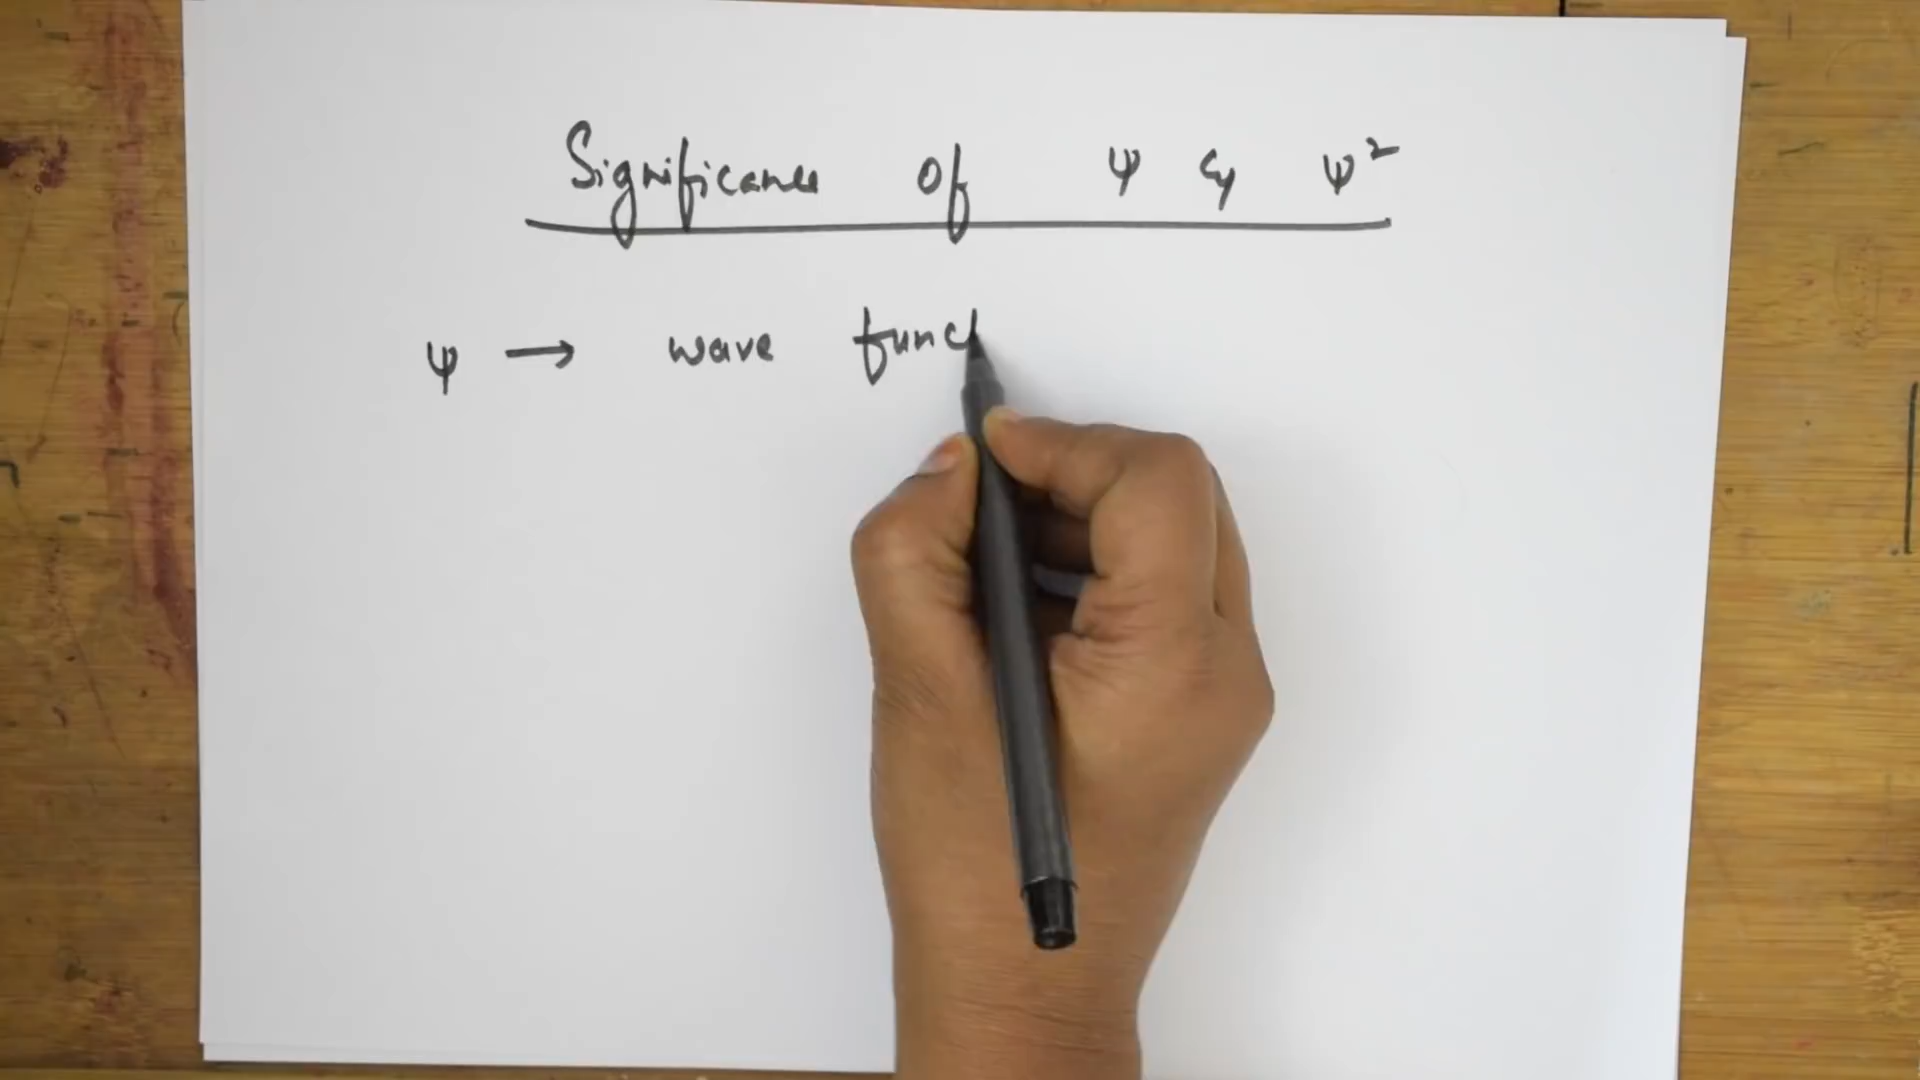 Significance Of ψ & ψ²
ψ → wave funct